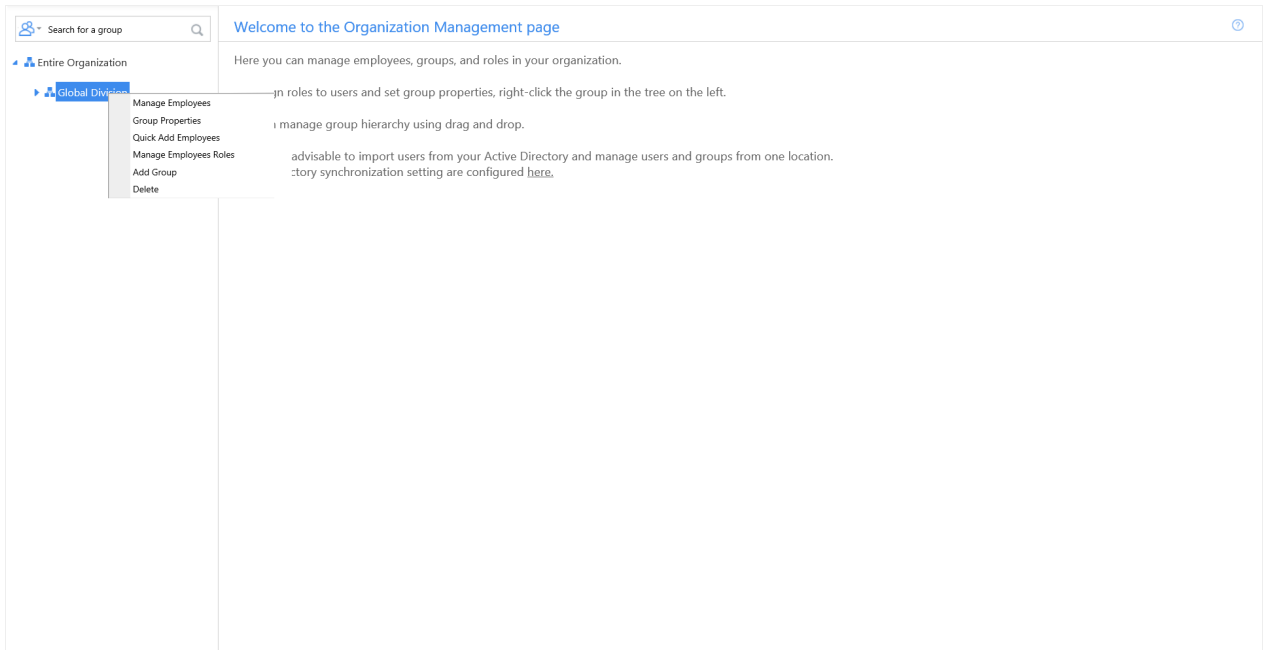 Search for a group
Welcome to the Organization Management page
Entire Organization
Here you can manage employees, groups, and roles in your organization.
Global Division
roles to users and set group properties, right-click the group in the tree on the left.
Manage Employees
Group Properties
manage group hierarchy using drag and drop.
Quick Add Employees
Manage Employees Roles
advisable to import users from your Active Directory and manage users and groups from one location.
Add Group
synchronization setting are configured here.
Delete